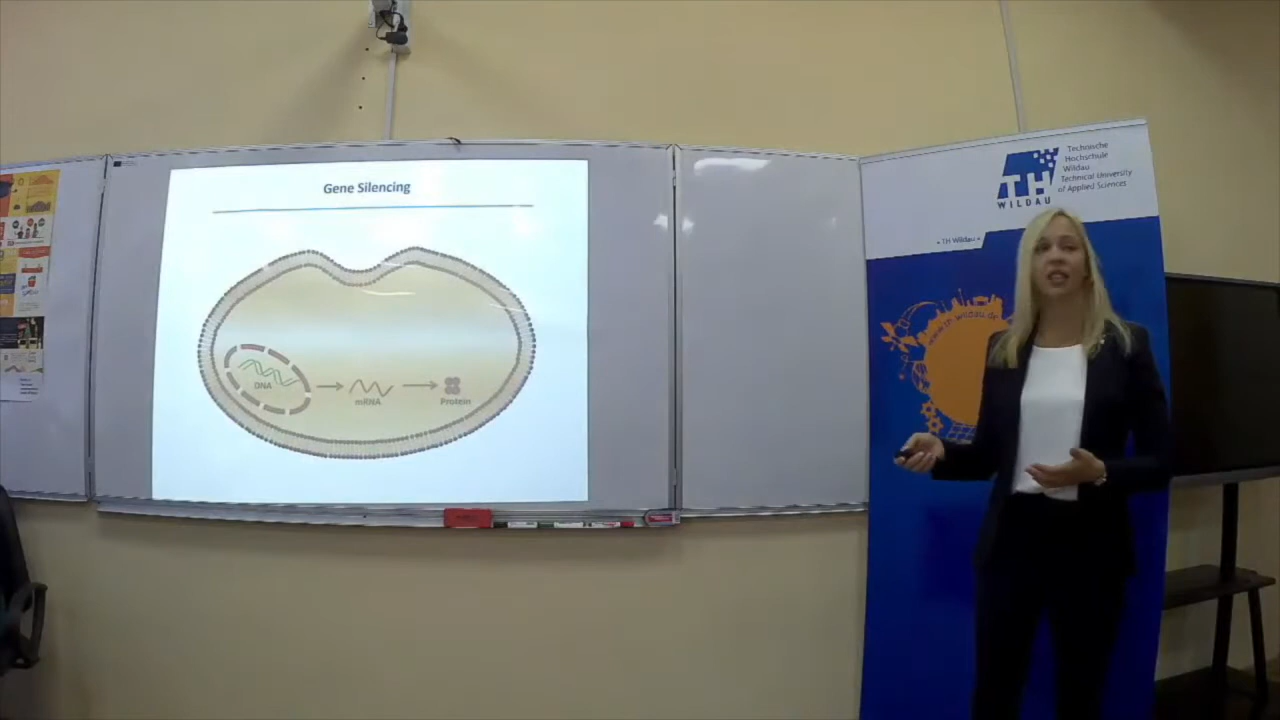 Gene Silencing
DNA
mRNA
Protein
Technische
Hochschule
Wildau
Technical University
of Applied Sciences
TH
WILDAU
• TH Wildau •
www.th-wildau.de